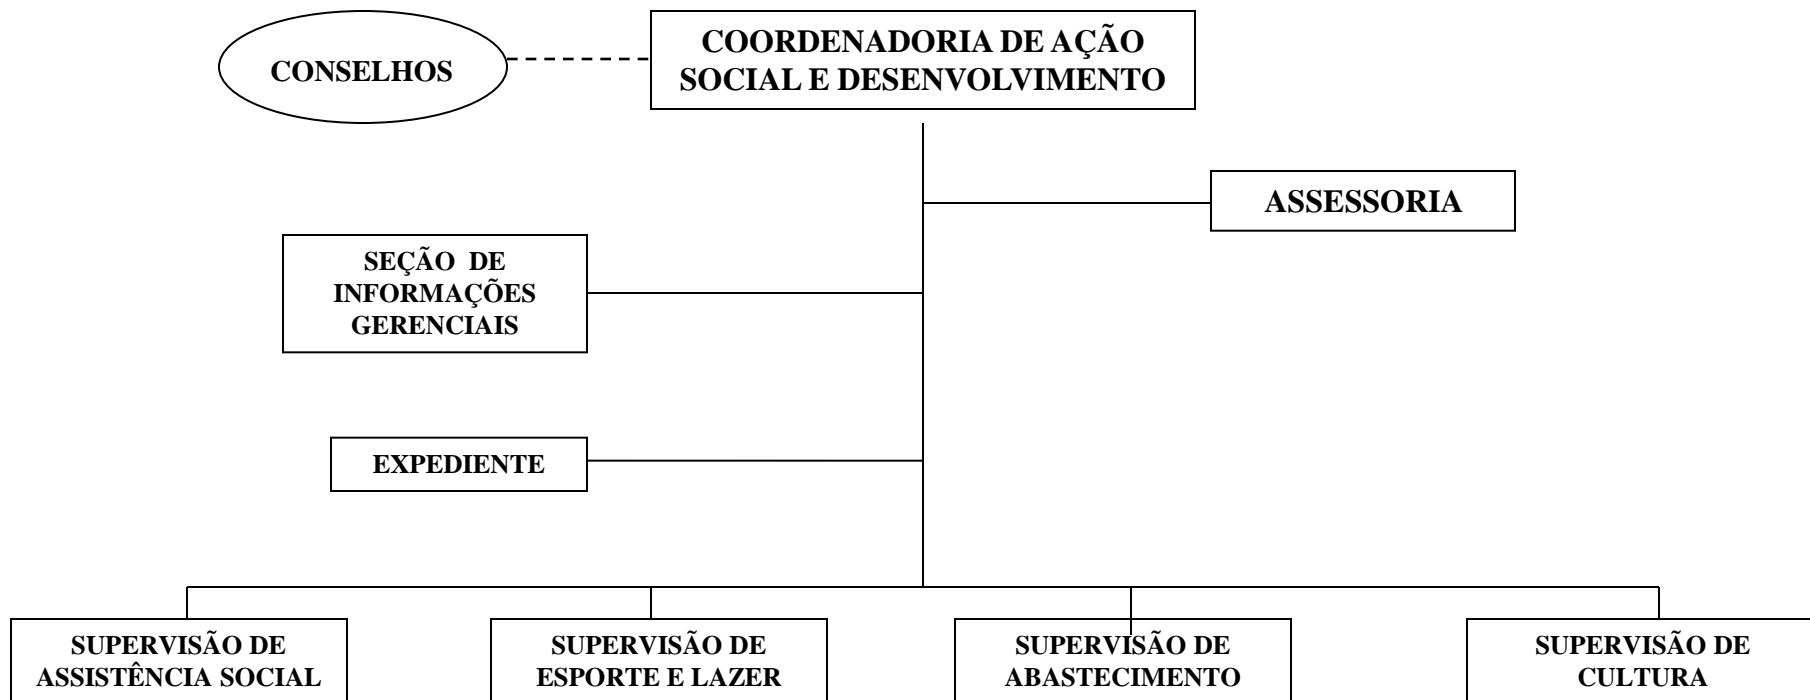 CONSELHOS
COORDENADORIA DE AÇÃO
SOCIAL E DESENVOLVIMENTO
ASSESSORIA
SEÇÃO DE
INFORMAÇÕES
GERENCIAIS
EXPEDIENTE
SUPERVISÃO DE
ASSISTÊNCIA SOCIAL
SUPERVISÃO DE
ESPORTE E LAZER
SUPERVISÃO DE
ABASTECIMENTO
SUPERVISÃO DE
CULTURA